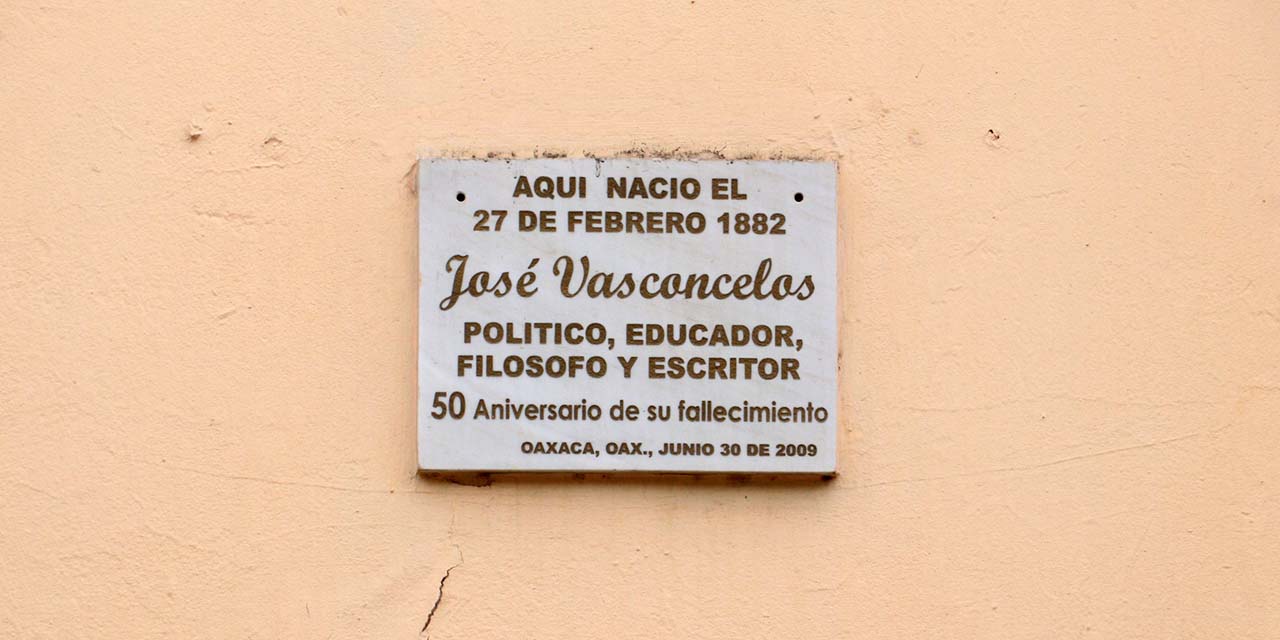 AQUI NACIO EL
27 DE FEBRERO 1882
José Vasconcelos
POLITICO, EDUCADOR,
FILOSOFO Y ESCRITOR
50 Aniversario de su fallecimiento
OAXACA, OAX., JUNIO 30 DE 2009